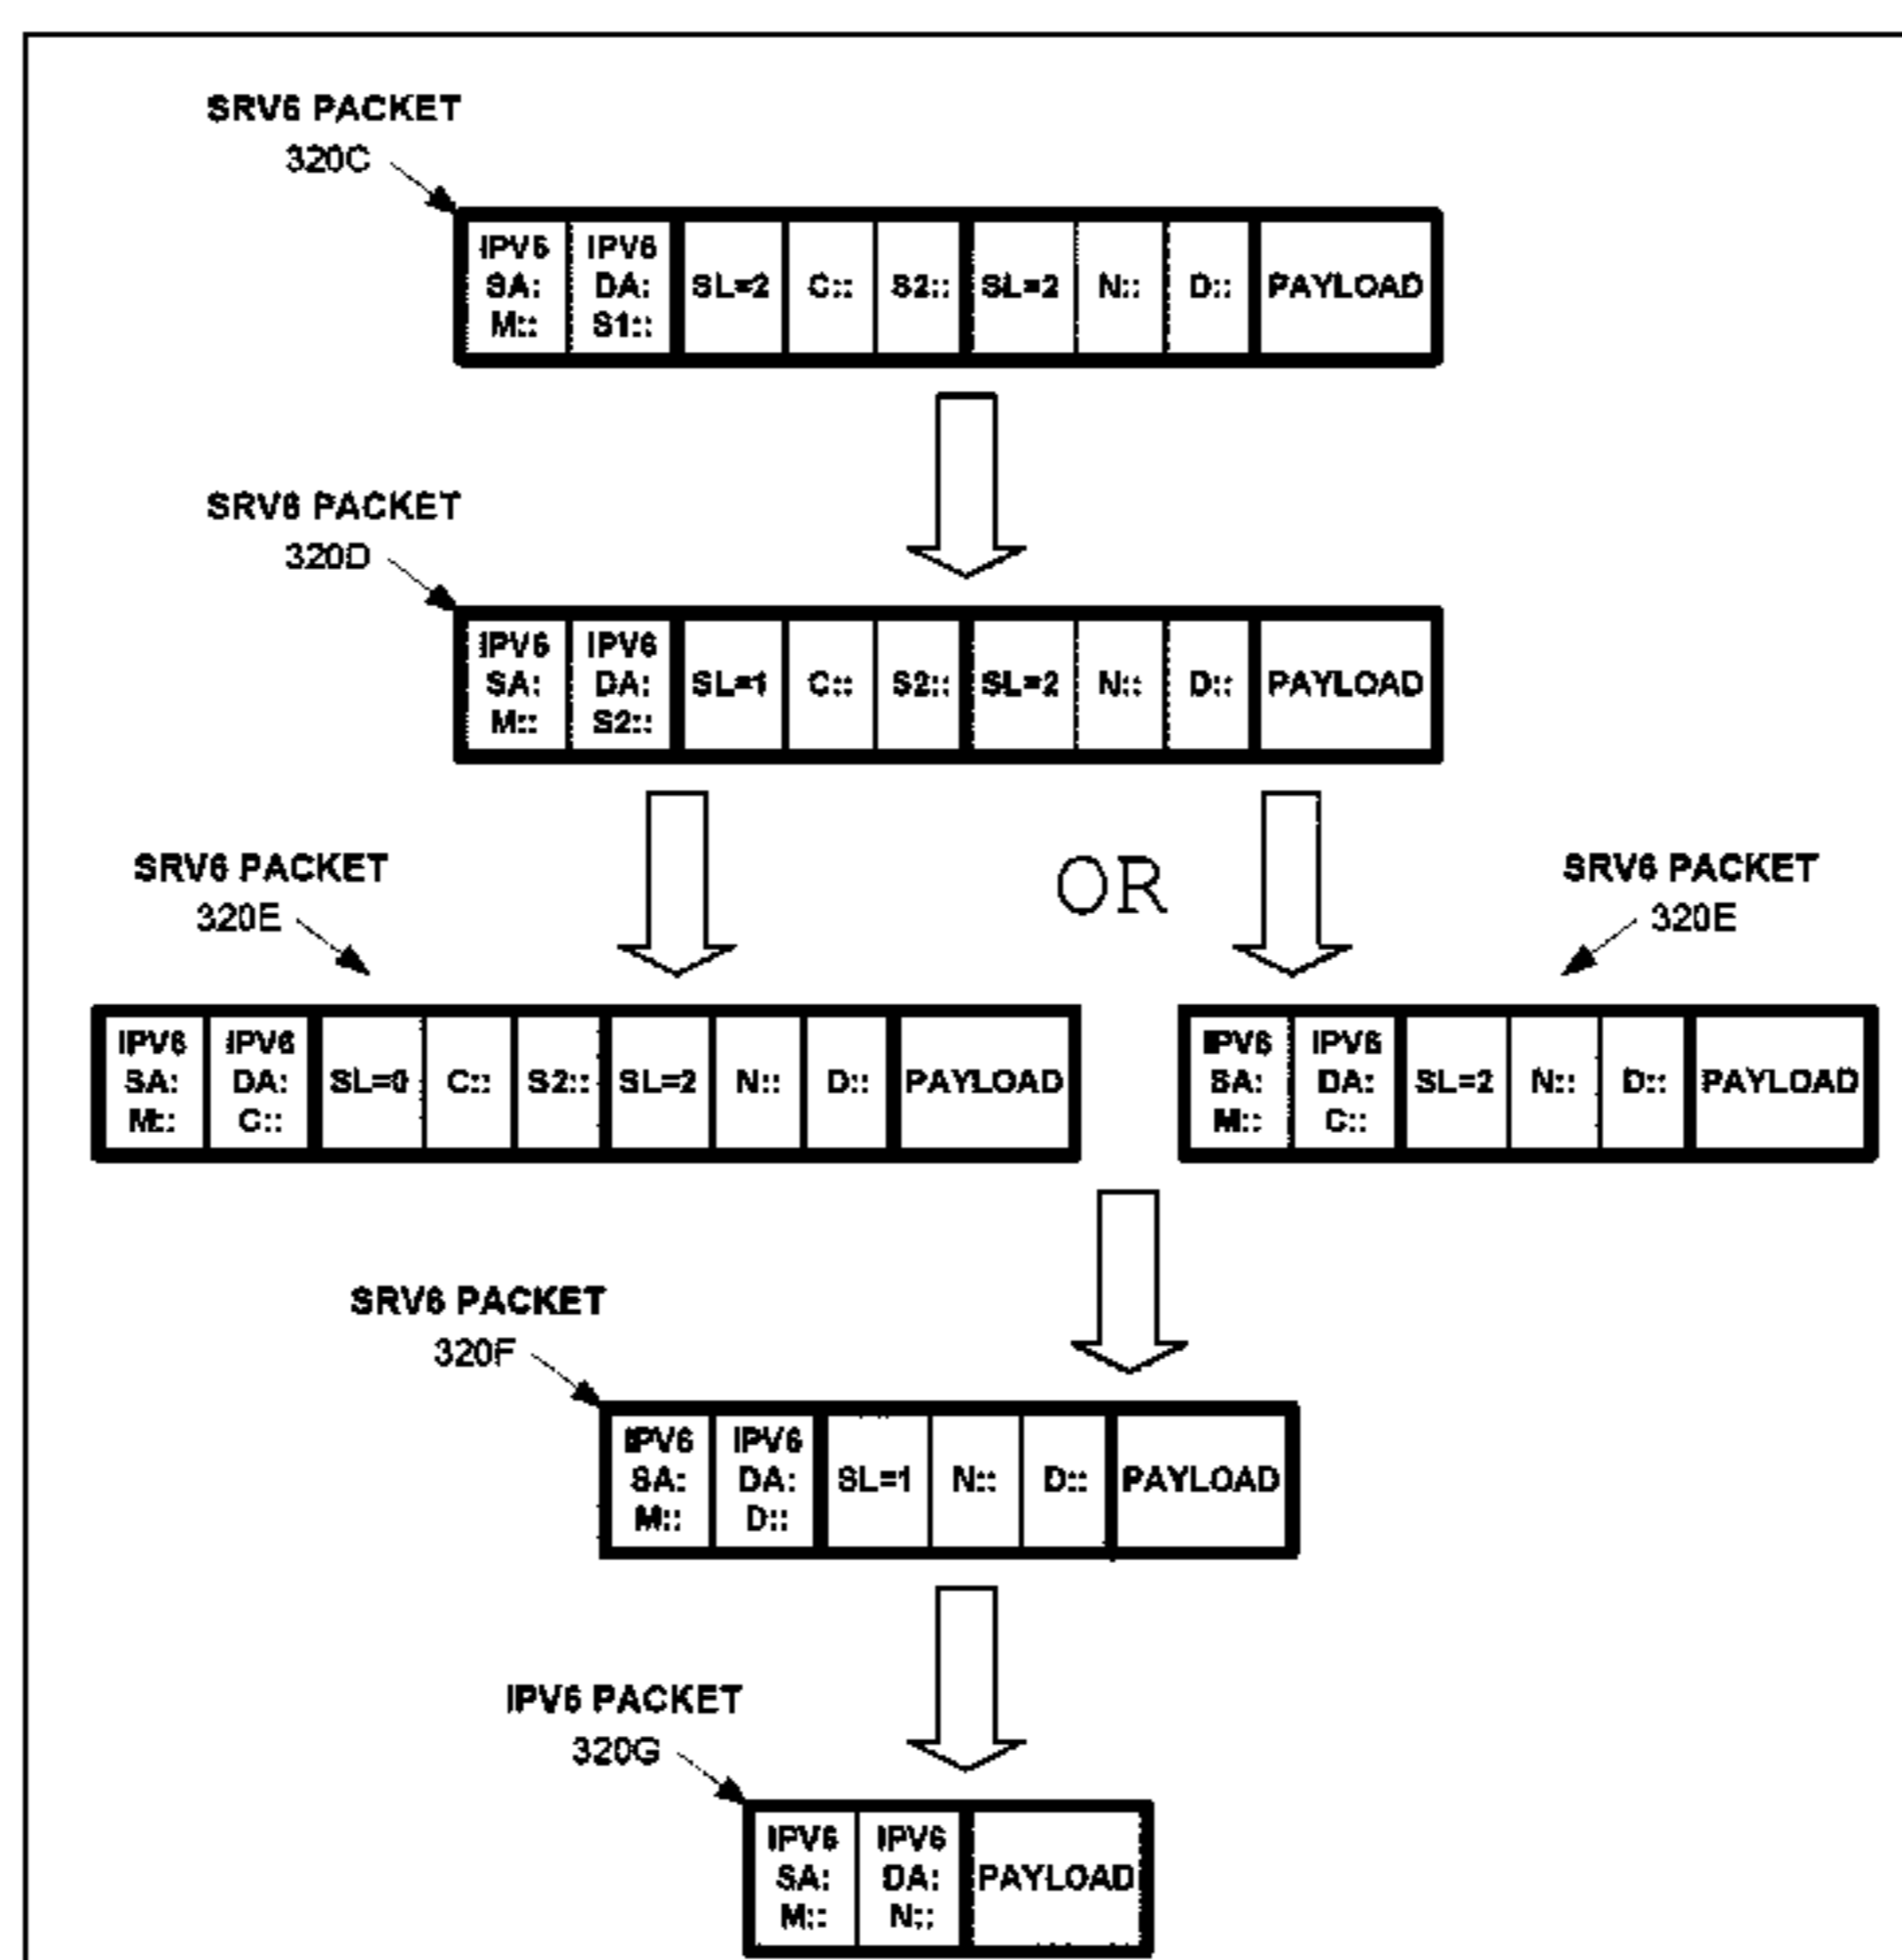 SRV6 PACKET
320C
IPV6 SA: M::
IPV6 DA: S1::
SL=2
C::
S2::
SL=2
N::
D::
PAYLOAD
SRV6 PACKET
320D
IPV6 SA: M::
IPV6 DA: S2::
SL=1
C::
S2::
SL=2
N::
D::
PAYLOAD
OR
SRV6 PACKET
320E
IPV6 SA: M::
IPV6 DA: C::
SL=0
C::
S2::
SL=2
N::
D::
PAYLOAD
SRV6 PACKET
320E
IPV6 SA: M::
IPV6 DA: C::
SL=2
N::
D::
PAYLOAD
SRV6 PACKET
320F
IPV6 SA: M::
IPV6 DA: D::
SL=1
N::
D::
PAYLOAD
IPV6 PACKET
320G
IPV6 SA: M::
IPV6 DA: N::
PAYLOAD